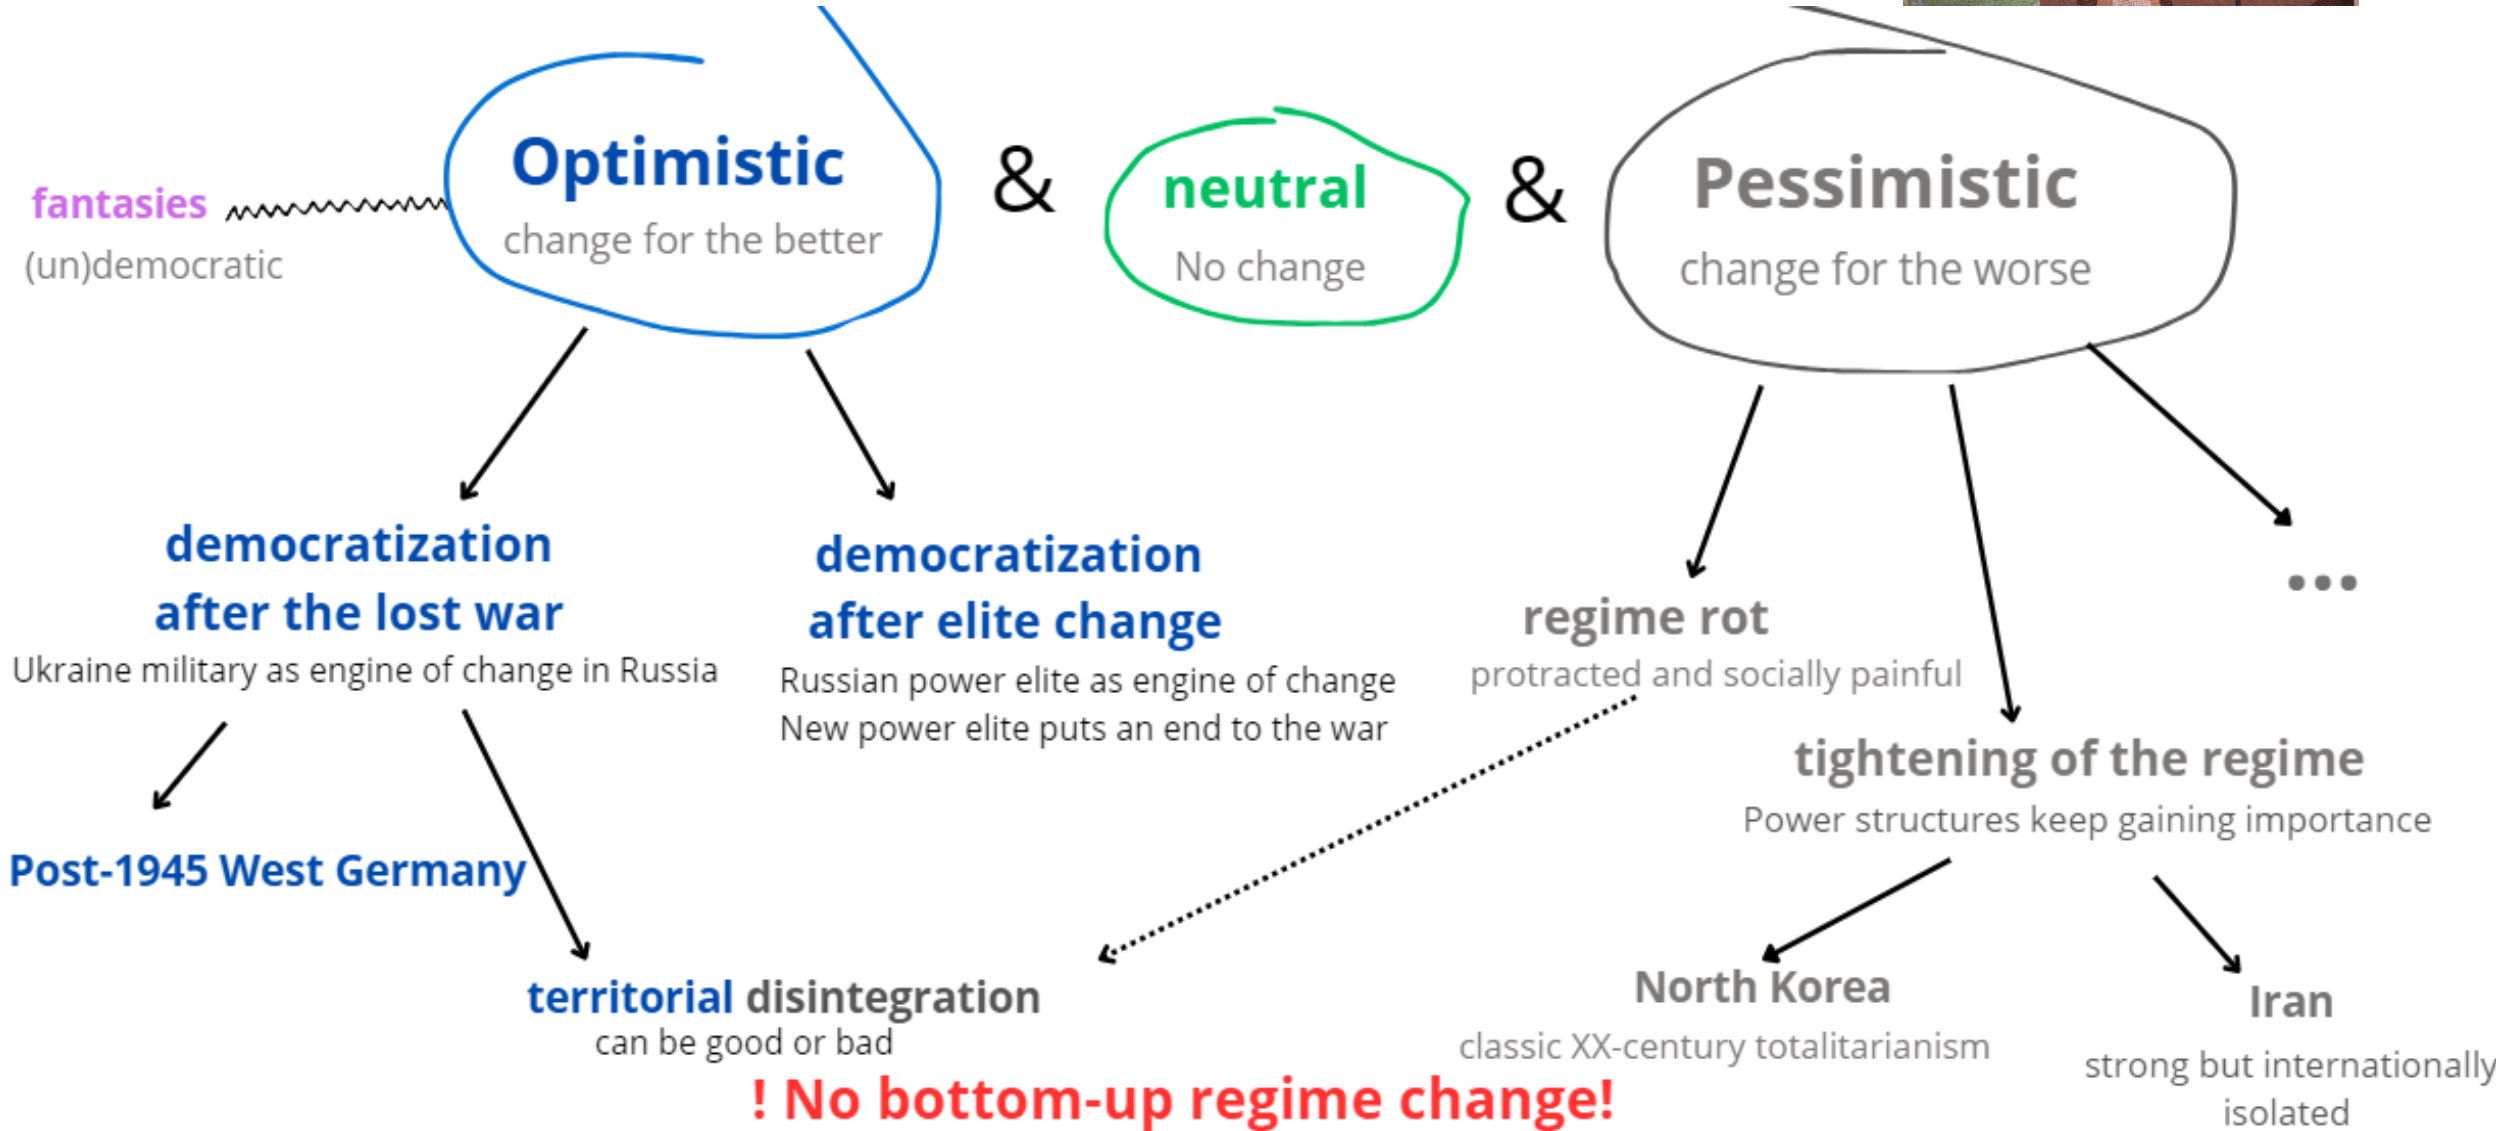 Optimistic
change for the better
&
neutral
No change
&
Pessimistic
change for the worse
fantasies
(un)democratic
democratization
after the lost war
Ukraine military as engine of change in Russia
democratization
after elite change
Russian power elite as engine of change
New power elite puts an end to the war
regime rot
protracted and socially painful
...
tightening of the regime
Power structures keep gaining importance
Post-1945 West Germany
territorial disintegration
can be good or bad
North Korea
classic XX-century totalitarianism
Iran
strong but internationally
isolated
! No bottom-up regime change!